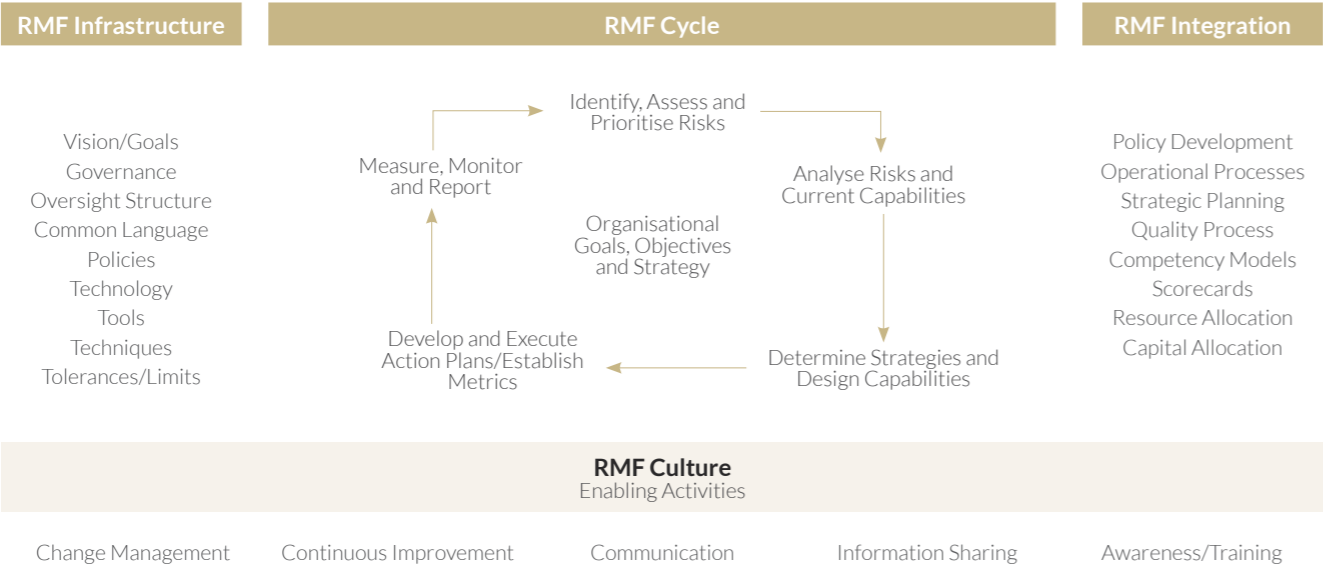 RMF Infrastructure
RMF Cycle
RMF Integration
Vision/Goals
Governance
Oversight Structure
Common Language
Policies
Technology
Tools
Techniques
Tolerances/Limits
Identify, Assess and
Prioritise Risks
Measure, Monitor
and Report
Analyse Risks and
Current Capabilities
Organisational
Goals, Objectives
and Strategy
Develop and Execute
Action Plans/Establish
Metrics
Determine Strategies and
Design Capabilities
Policy Development
Operational Processes
Strategic Planning
Quality Process
Competency Models
Scorecards
Resource Allocation
Capital Allocation
RMF Culture
Enabling Activities
Change Management
Continuous Improvement
Communication
Information Sharing
Awareness/Training